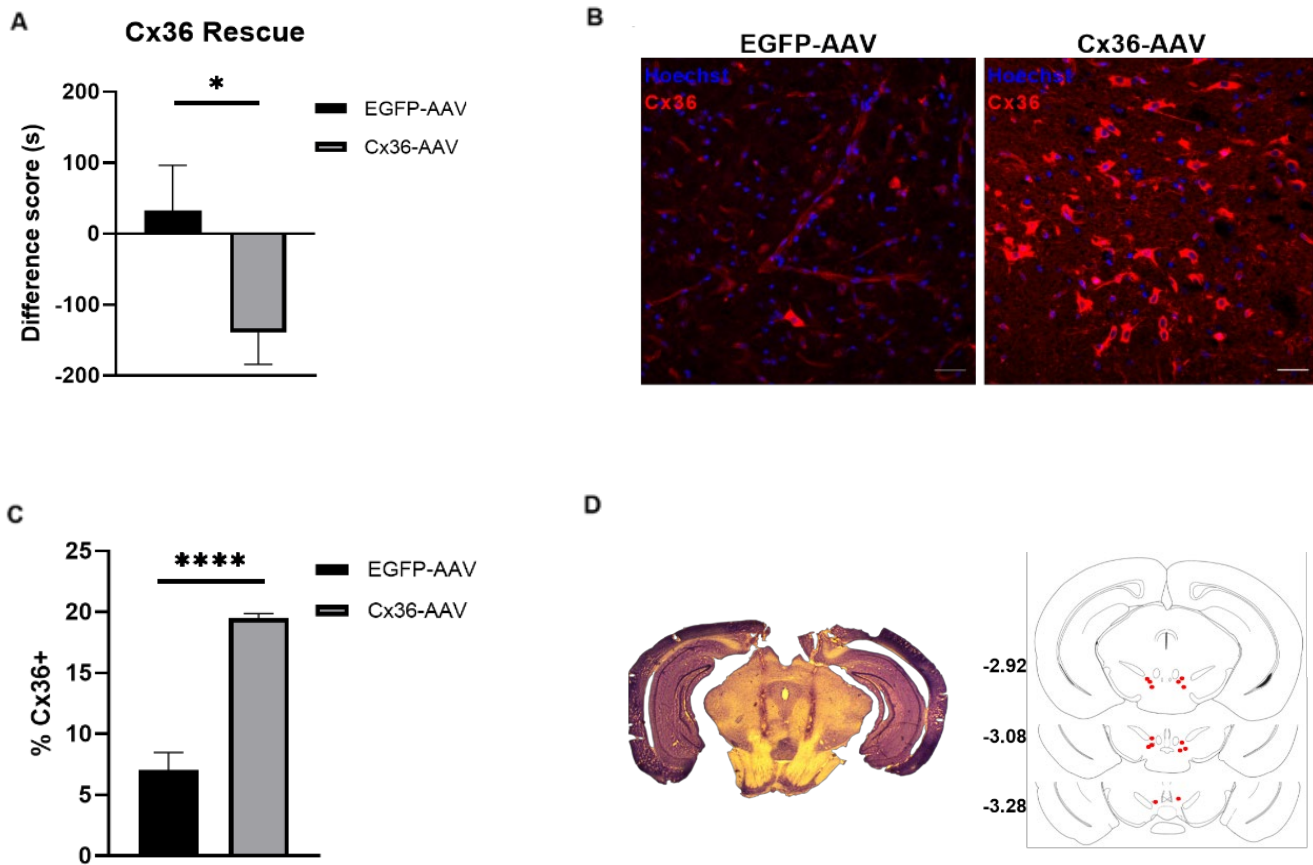 A
Cx36 Rescue
200
100
0
-100
-200
Difference score (s)
*
EGFP-AAV
Cx36-AAV
B
EGFP-AAV
Cx36-AAV
Hoechst
Cx36
Hoechst
Cx36
C
25
20
15
10
5
0
% Cx36+
****
EGFP-AAV
Cx36-AAV
D
-2.92
-3.08
-3.28